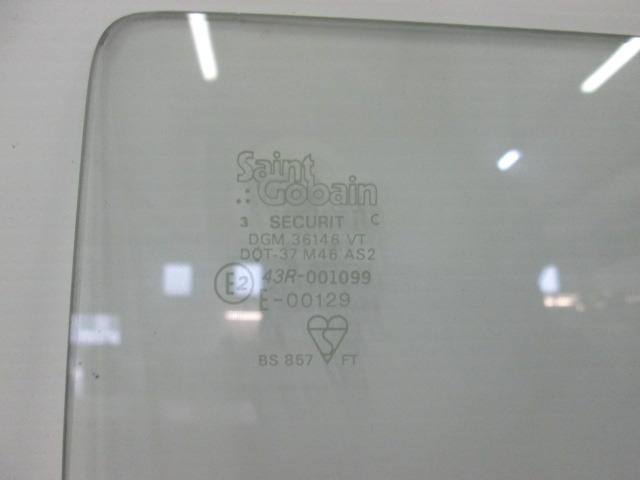 Saint
Gobain
3 SECURIT C
DGM 36146 VT
DOT-37 M46 AS2
E2 43R-001099
E-00129
BS 857 FT